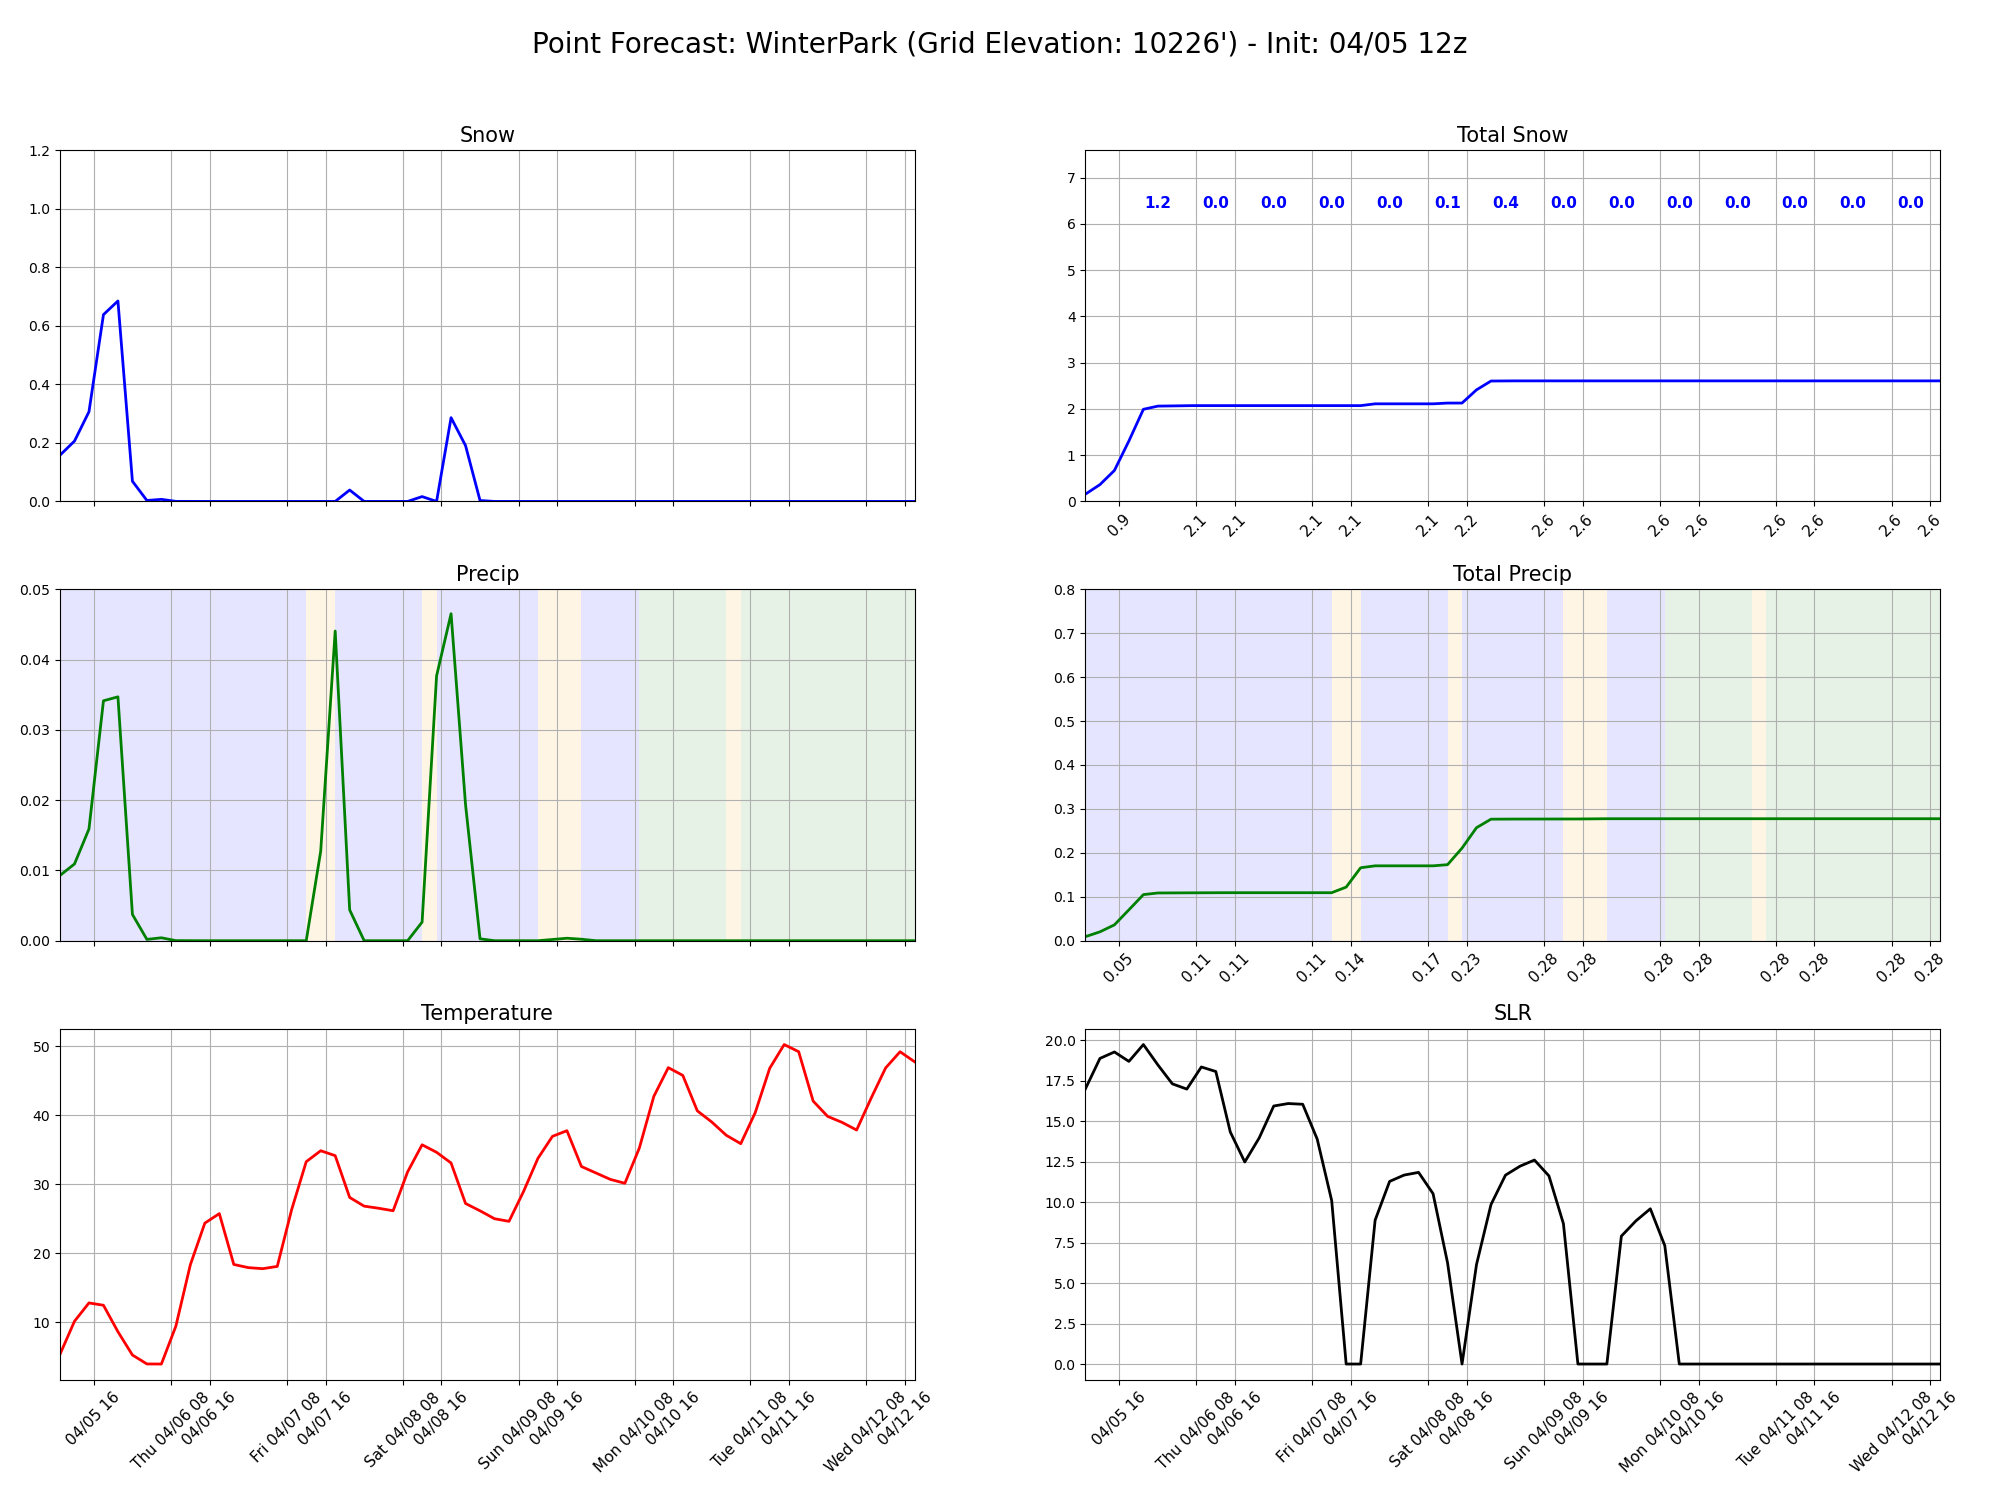 Point Forecast: WinterPark (Grid Elevation: 10226') - Init: 04/05 12z
Snow
1.2
1.0
0.8
0.6
0.4
0.2
0.0
Total Snow
7
6
5
4
3
2
1
0
1.2 0.0 0.0 0.0 0.0 0.1 0.4 0.0 0.0 0.0 0.0 0.0 0.0 0.0
0.9 2.1 2.1 2.1 2.1 2.1 2.2 2.6 2.6 2.6 2.6 2.6 2.6 2.6 2.6
Precip
0.05
0.04
0.03
0.02
0.01
0.00
Total Precip
0.8
0.7
0.6
0.5
0.4
0.3
0.2
0.1
0.0
0.05 0.11 0.11 0.11 0.14 0.17 0.23 0.28 0.28 0.28 0.28 0.28 0.28 0.28 0.28
Temperature
50
40
30
20
10
04/05 16
Thu 04/06 08
04/06 16
Fri 04/07 08
04/07 16
Sat 04/08 08
04/08 16
Sun 04/09 08
04/09 16
Mon 04/10 08
04/10 16
Tue 04/11 08
04/11 16
Wed 04/12 08
04/12 16
SLR
20.0
17.5
15.0
12.5
10.0
7.5
5.0
2.5
0.0
04/05 16
Thu 04/06 08
04/06 16
Fri 04/07 08
04/07 16
Sat 04/08 08
04/08 16
Sun 04/09 08
04/09 16
Mon 04/10 08
04/10 16
Tue 04/11 08
04/11 16
Wed 04/12 08
04/12 16